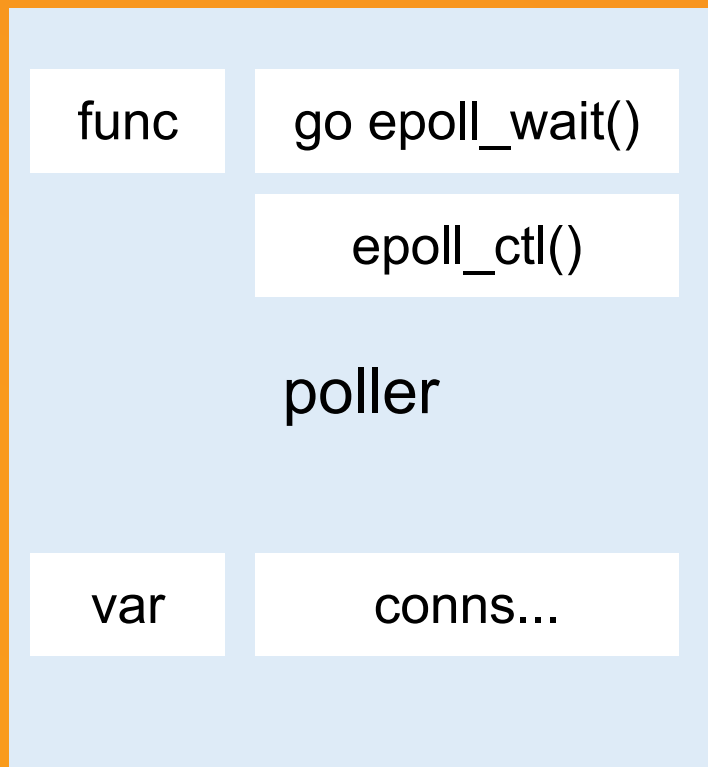 func go epoll_wait()
epoll_ctl()
poller
var conns...